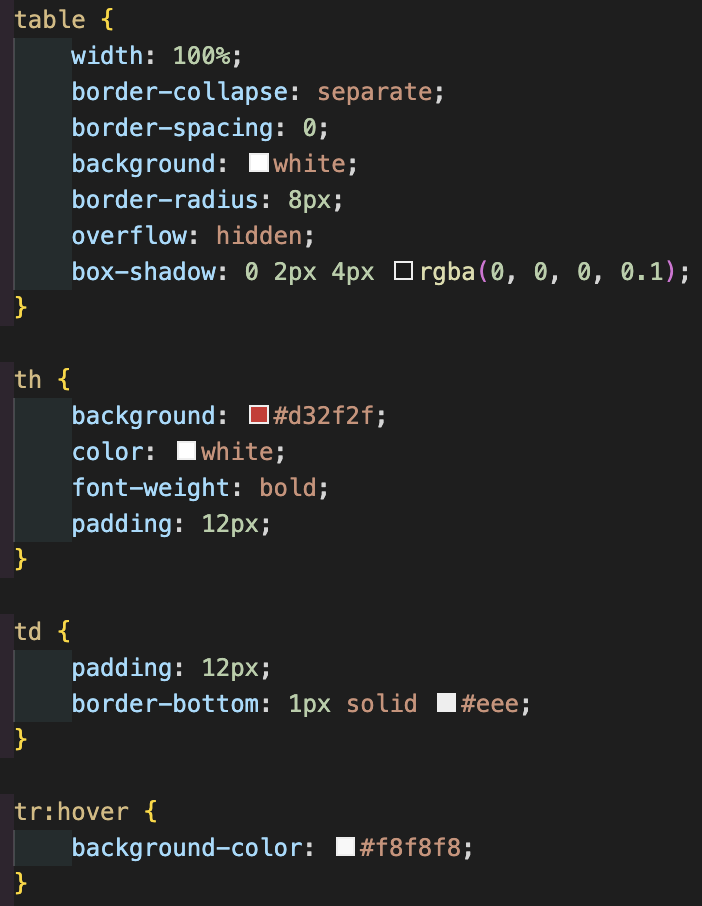 table {
    width: 100%;
    border-collapse: separate;
    border-spacing: 0;
    background: white;
    border-radius: 8px;
    overflow: hidden;
    box-shadow: 0 2px 4px rgba(0, 0, 0, 0.1);
}

th {
    background: #d32f2f;
    color: white;
    font-weight: bold;
    padding: 12px;
}

td {
    padding: 12px;
    border-bottom: 1px solid #eee;
}

tr:hover {
    background-color: #f8f8f8;
}